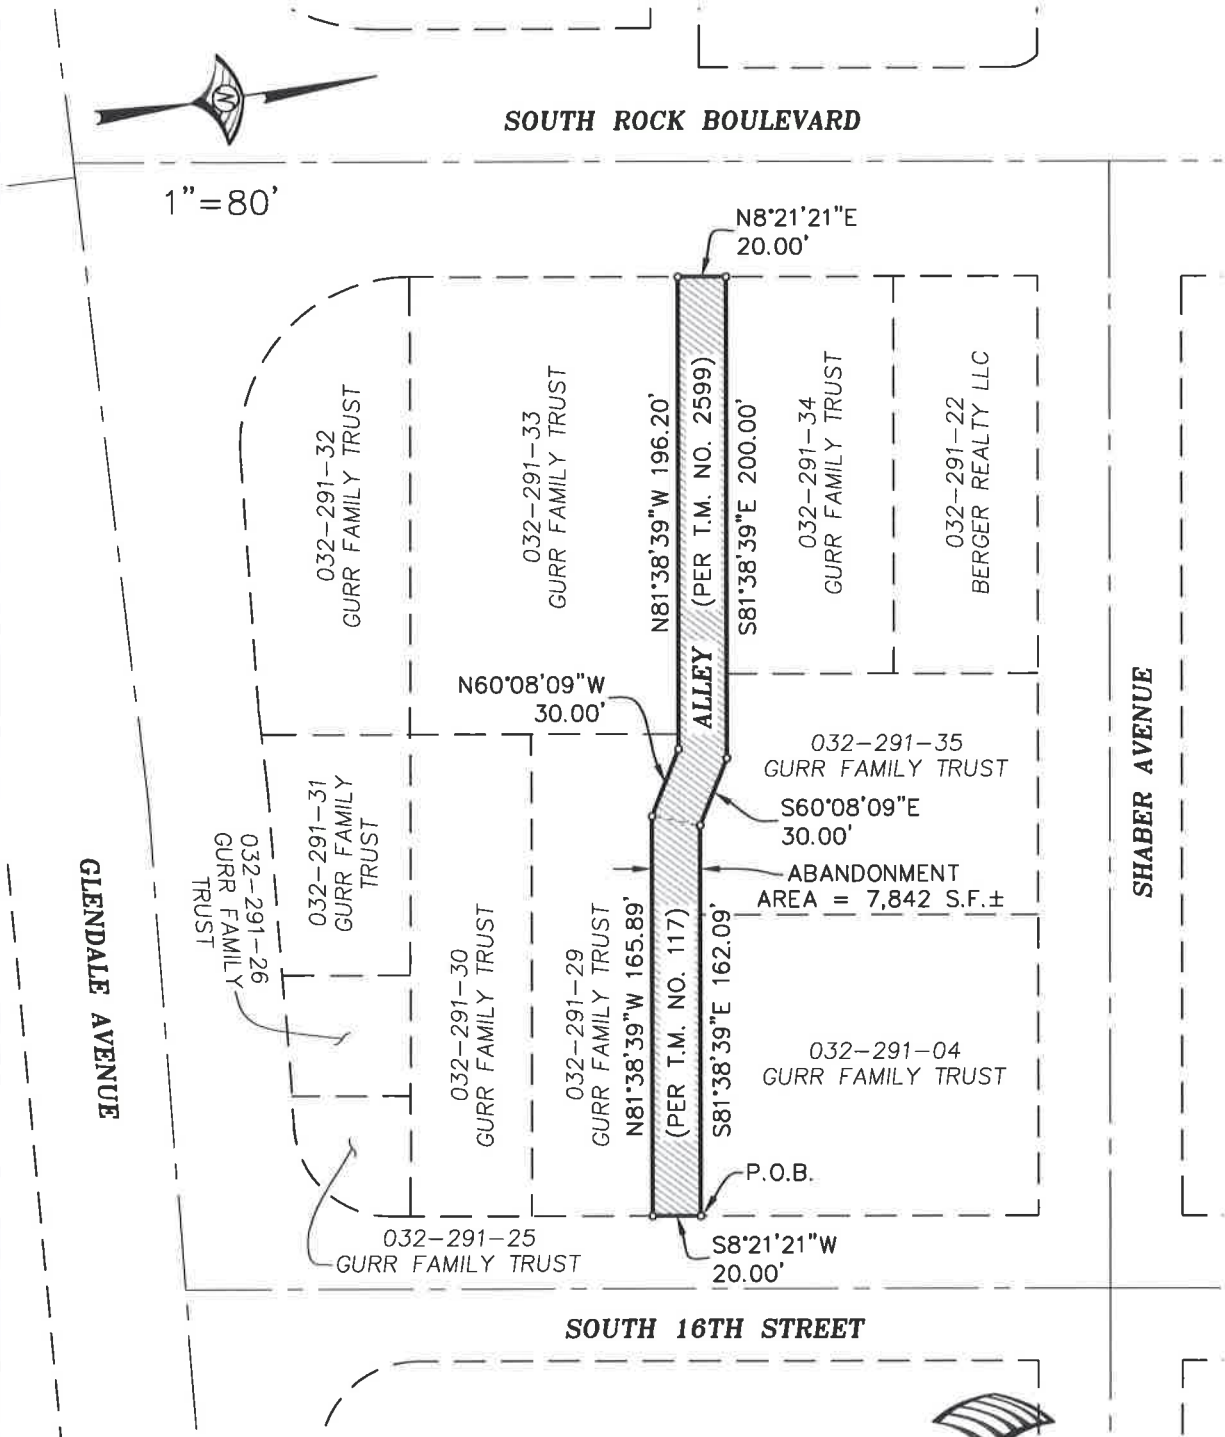 SOUTH ROCK BOULEVARD
N
1"=80'
N8°21'21"E
20.00'
032-291-32
GURR FAMILY TRUST
032-291-33
GURR FAMILY TRUST
N81°38'39"W 196.20'
(PER T.M. NO. 2599)
S81°38'39"E 200.00'
032-291-34
GURR FAMILY TRUST
032-291-22
BERGER REALTY LLC
ALLEY
N60°08'09"W
30.00'
032-291-35
GURR FAMILY TRUST
S60°08'09"E
30.00'
SHABER AVENUE
032-291-31
GURR FAMILY
TRUST
032-291-26
GURR FAMILY
TRUST
GLENDALE AVENUE
ABANDONMENT
AREA = 7,842 S.F.±
032-291-30
GURR FAMILY TRUST
032-291-29
GURR FAMILY TRUST
N81°38'39"W 165.89'
(PER T.M. NO. 117)
S81°38'39"E 162.09'
032-291-04
GURR FAMILY TRUST
P.O.B.
032-291-25
GURR FAMILY TRUST
S8°21'21"W
20.00'
SOUTH 16TH STREET